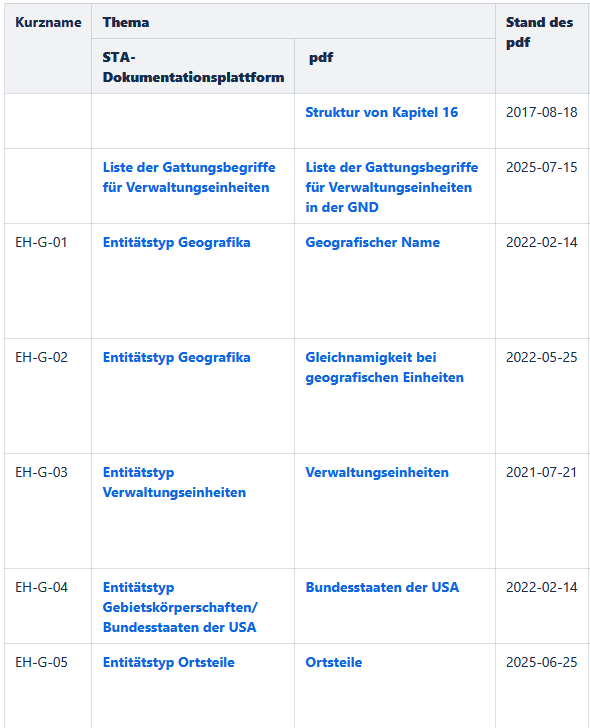 Kurzname
Thema
Stand des
pdf
STA-
Dokumentationsplattform
pdf
Struktur von Kapitel 16
2017-08-18
Liste der Gattungsbegriffe
für Verwaltungseinheiten
Liste der Gattungsbegriffe
für Verwaltungseinheiten
in der GND
2025-07-15
EH-G-01
Entitätstyp Geografika
Geografischer Name
2022-02-14
EH-G-02
Entitätstyp Geografika
Gleichnamigkeit bei
geografischen Einheiten
2022-05-25
EH-G-03
Entitätstyp
Verwaltungseinheiten
Verwaltungseinheiten
2021-07-21
EH-G-04
Entitätstyp
Gebietskörperschaften/
Bundesstaaten der USA
Bundesstaaten der USA
2022-02-14
EH-G-05
Entitätstyp Ortsteile
Ortsteile
2025-06-25